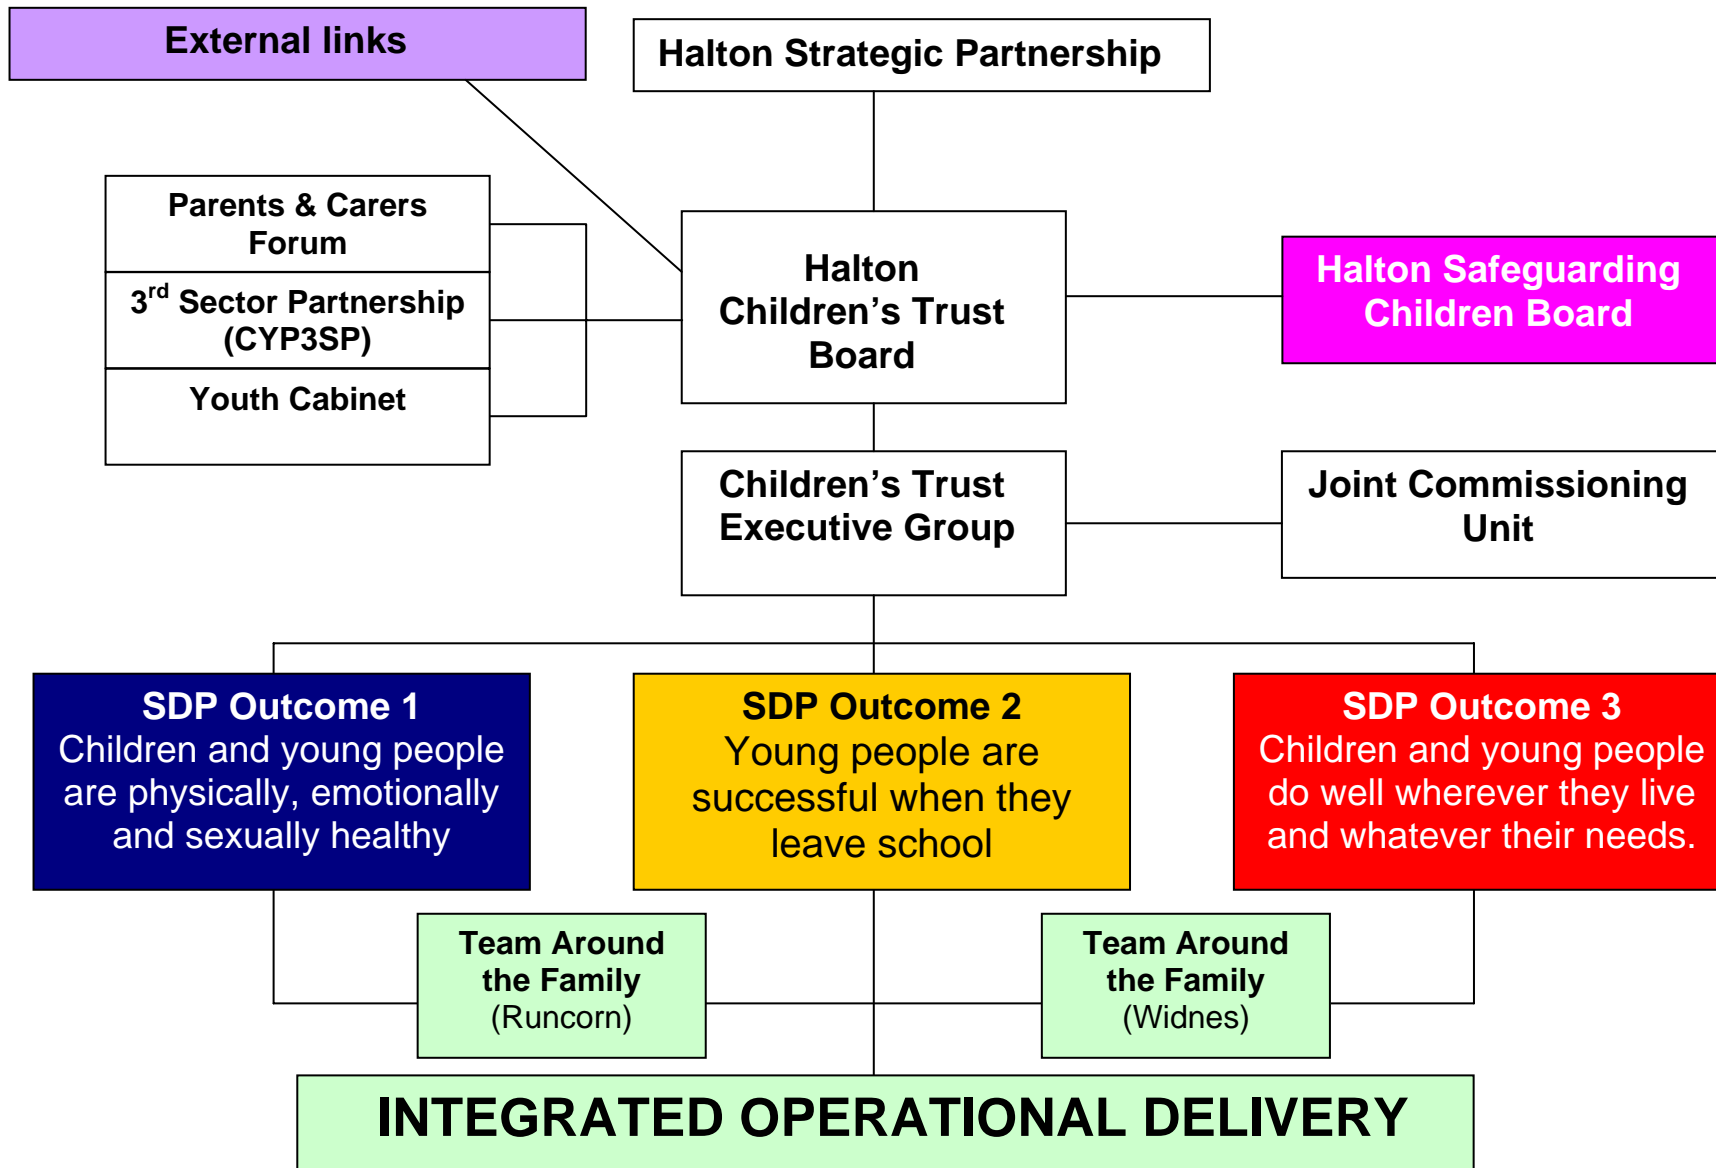 External links
Halton Strategic Partnership
Parents & Carers
Forum
3rd Sector Partnership
(CYP3SP)
Youth Cabinet
Halton
Children’s Trust
Board
Halton Safeguarding
Children Board
Children’s Trust
Executive Group
Joint Commissioning
Unit
SDP Outcome 1
Children and young people
are physically, emotionally
and sexually healthy
SDP Outcome 2
Young people are
successful when they
leave school
SDP Outcome 3
Children and young people
do well wherever they live
and whatever their needs.
Team Around
the Family
(Runcorn)
Team Around
the Family
(Widnes)
INTEGRATED OPERATIONAL DELIVERY